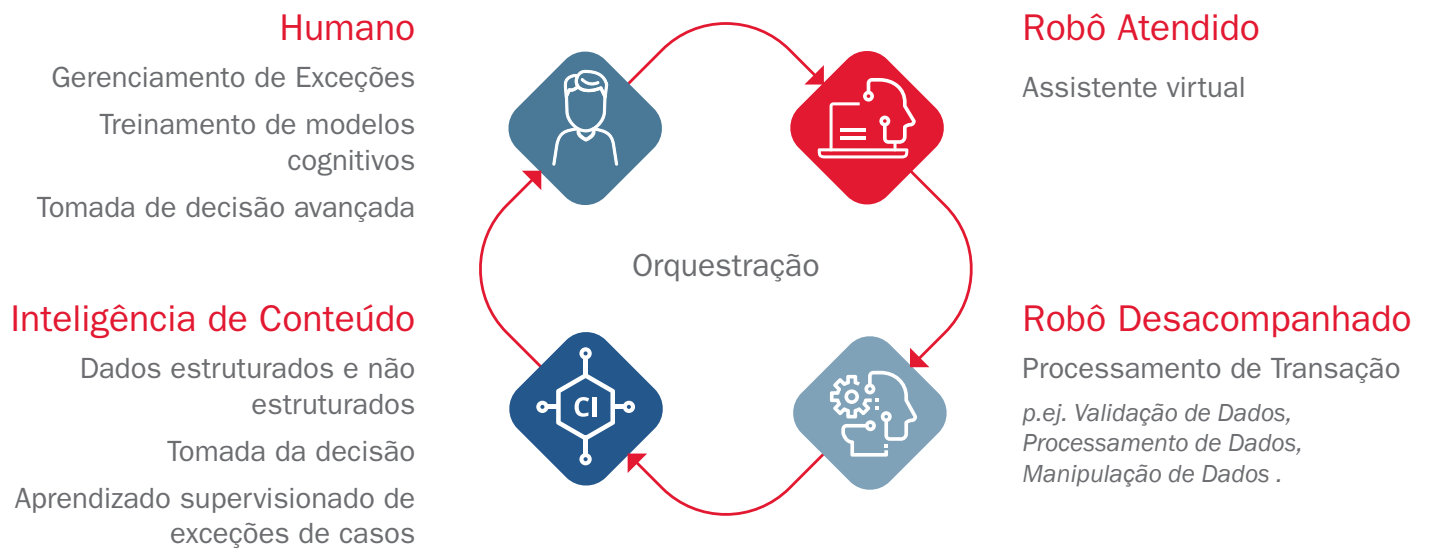 Humano
Gerenciamento de Exceções
Treinamento de modelos
cognitivos
Tomada de decisão avançada
Robô Atendido
Assistente virtual
Orquestração
Inteligência de Conteúdo
Dados estruturados e não
estruturados
Tomada da decisão
Aprendizado supervisionado de
exceções de casos
CI
Robô Desacompanhado
Processamento de Transação
p.ej. Validação de Dados,
Processamento de Dados,
Manipulação de Dados .